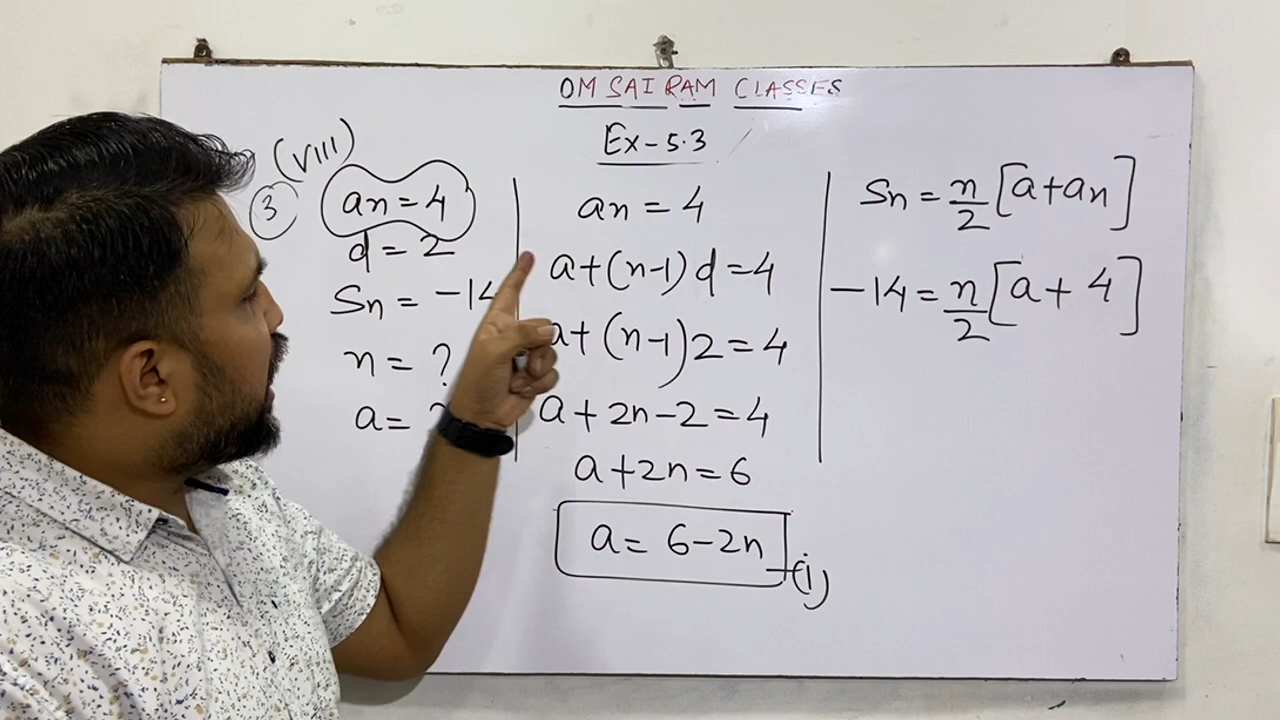 OM SAI RAM CLASSES
Ex-5.3
(VIII)
3
an = 4
d = 2
Sn = -14
n = ?
a = ?
an = 4
a+(n-1)d=4
a+(n-1)2=4
a+2n-2=4
a+2n=6
a= 6-2n -(i)
Sn = n/2 [a+an]
-14 = n/2 [a+4]